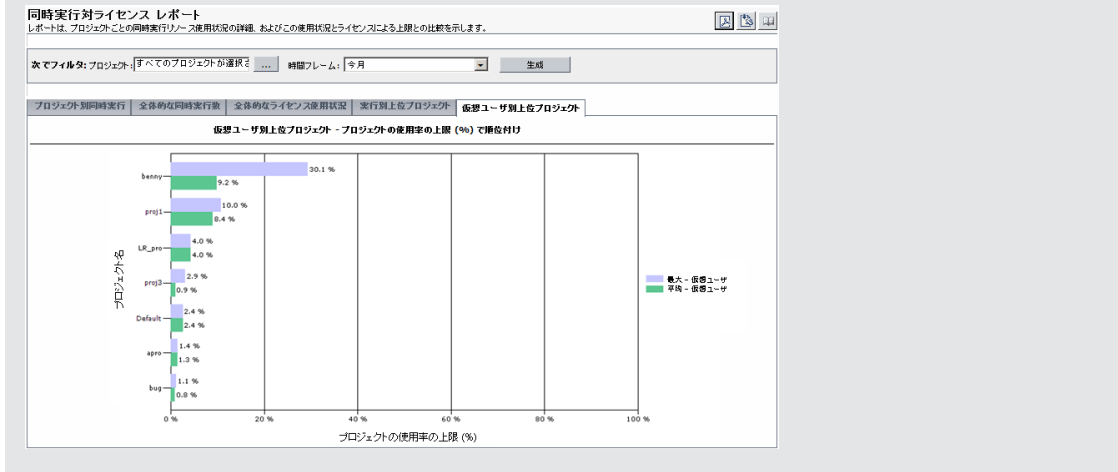 同時実行対ライセンス レポート
レポートは、プロジェクトごとの同時実行リソース使用状況の詳細、およびこの使用状況とライセンスによる上限との比較を示します。
次でフィルタ: プロジェクト: すべてのプロジェクトが選択さ ... 時間フレーム: 今月 生成
プロジェクト別同時実行 全体的な同時実行数 全体的なライセンス使用状況 実行別上位プロジェクト 仮想ユーザ別上位プロジェクト
仮想ユーザ別上位プロジェクト - プロジェクトの使用率の上限 (%) で順位付け
benny 30.1 %
9.2 %
proj1 10.0 %
8.4 %
LR_pro 4.0 %
4.0 %
proj3 2.9 %
0.9 %
Default 2.4 %
2.4 %
apro 1.4 %
1.3 %
bug 1.1 %
0.8 %
プロジェクト名
最大 - 仮想ユーザ
平均 - 仮想ユーザ
0 % 20 % 40 % 60 % 80 % 100 %
プロジェクトの使用率の上限 (%)